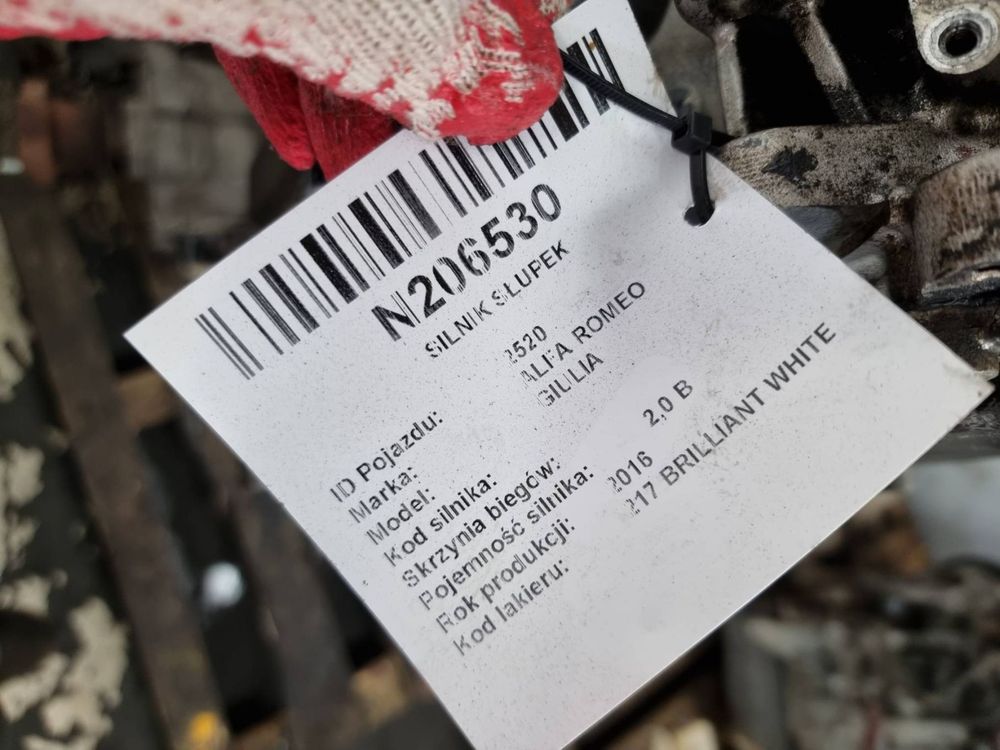 N206530
SILNIK SŁUPEK
ID Pojazdu: 2520
Marka: ALFA ROMEO
Model: GIULIA
Kod silnika:
Skrzynia biegów:
Pojemność silnika: 2,0 B
Rok produkcji: 2016
Kod lakieru: 217 BRILLIANT WHITE